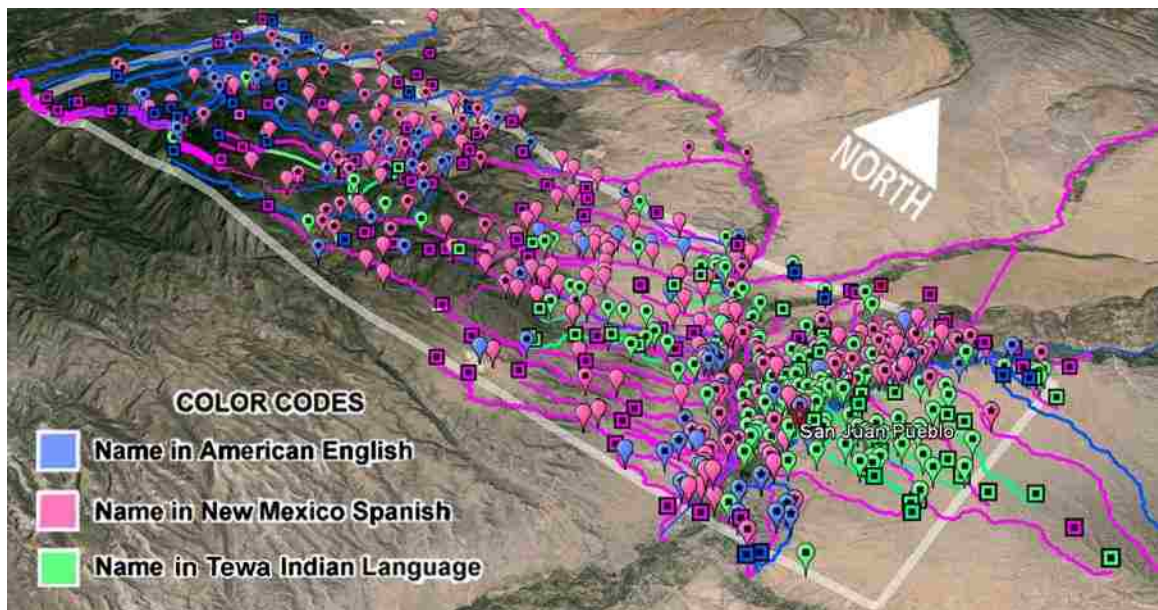 NORTH
San Juan Pueblo
COLOR CODES
Name in American English
Name in New Mexico Spanish
Name in Tewa Indian Language